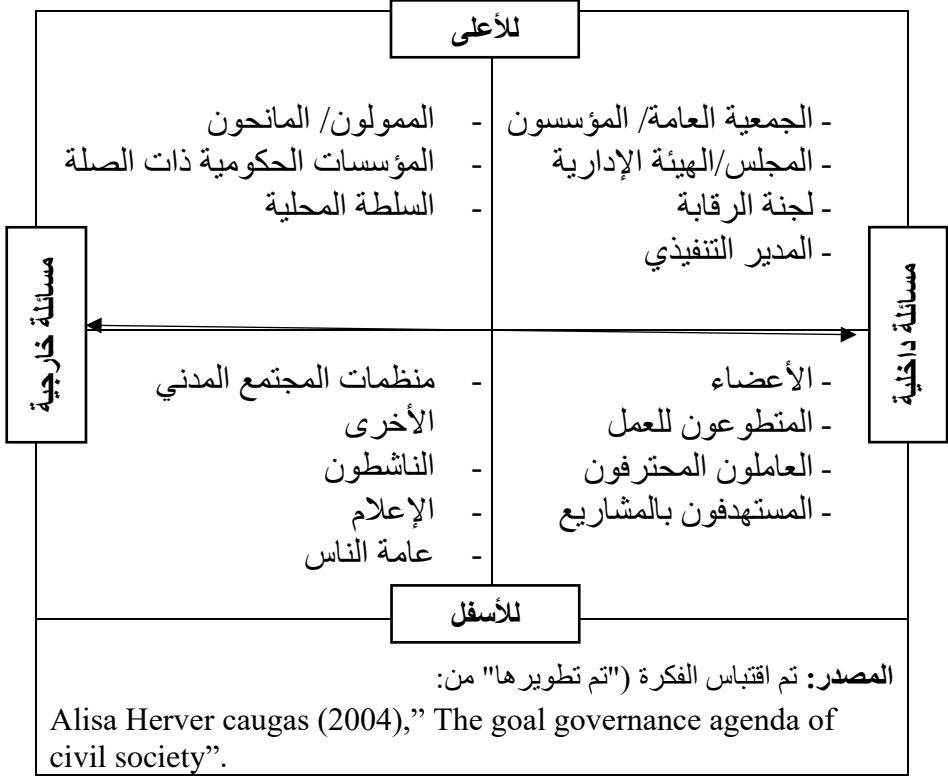 للأعلى
- الجمعية العامة/ المؤسسون
- المجلس/الهيئة الإدارية
- لجنة الرقابة
- المدير التنفيذي
- الممولون/ المانحون
- المؤسسات الحكومية ذات الصلة
- السلطة المحلية
مسائلة داخلية
مسائلة خارجية
- الأعضاء
- المتطوعون للعمل
- العاملون المحترفون
- المستهدفون بالمشاريع
- منظمات المجتمع المدني
الأخرى
- الناشطون
- الإعلام
- عامة الناس
للأسفل
المصدر: تم اقتباس الفكرة ("تم تطويرها" من:
Alisa Herver caugas (2004),” The goal governance agenda of
civil society”.